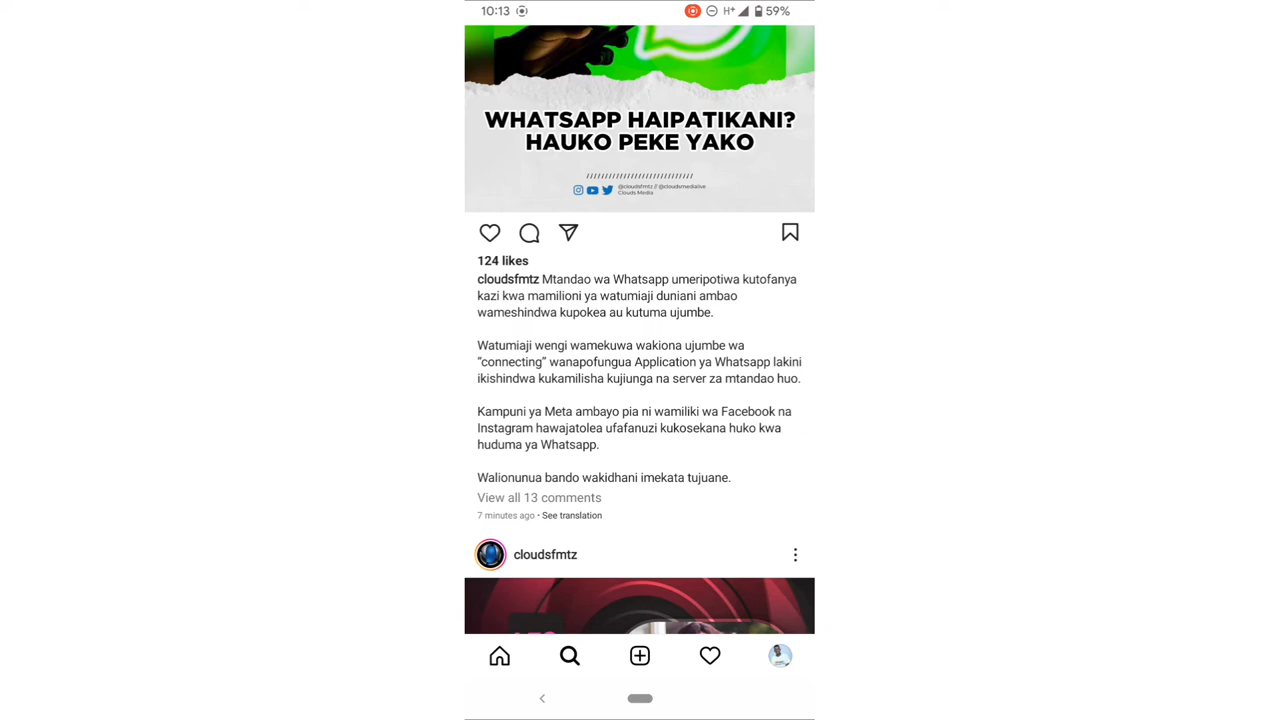 10:13
H+
59%
WHATSAPP HAIPATIKANI?
HAUKO PEKE YAKO
@cloudsfmtz // @cloudsmedialive
Clouds Media
124 likes
cloudsfmtz Mtandao wa Whatsapp umeripotiwa kutofanya
kazi kwa mamilioni ya watumiaji duniani ambao
wameshindwa kupokea au kutuma ujumbe.
Watumiaji wengi wamekuwa wakiona ujumbe wa
“connecting” wanapofungua Application ya Whatsapp lakini
ikishindwa kukamilisha kujiunga na server za mtandao huo.
Kampuni ya Meta ambayo pia ni wamiliki wa Facebook na
Instagram hawajatolea ufafanuzi kukosekana huko kwa
huduma ya Whatsapp.
Walionunua bando wakidhani imekata tujuane.
View all 13 comments
7 minutes ago • See translation
cloudsfmtz